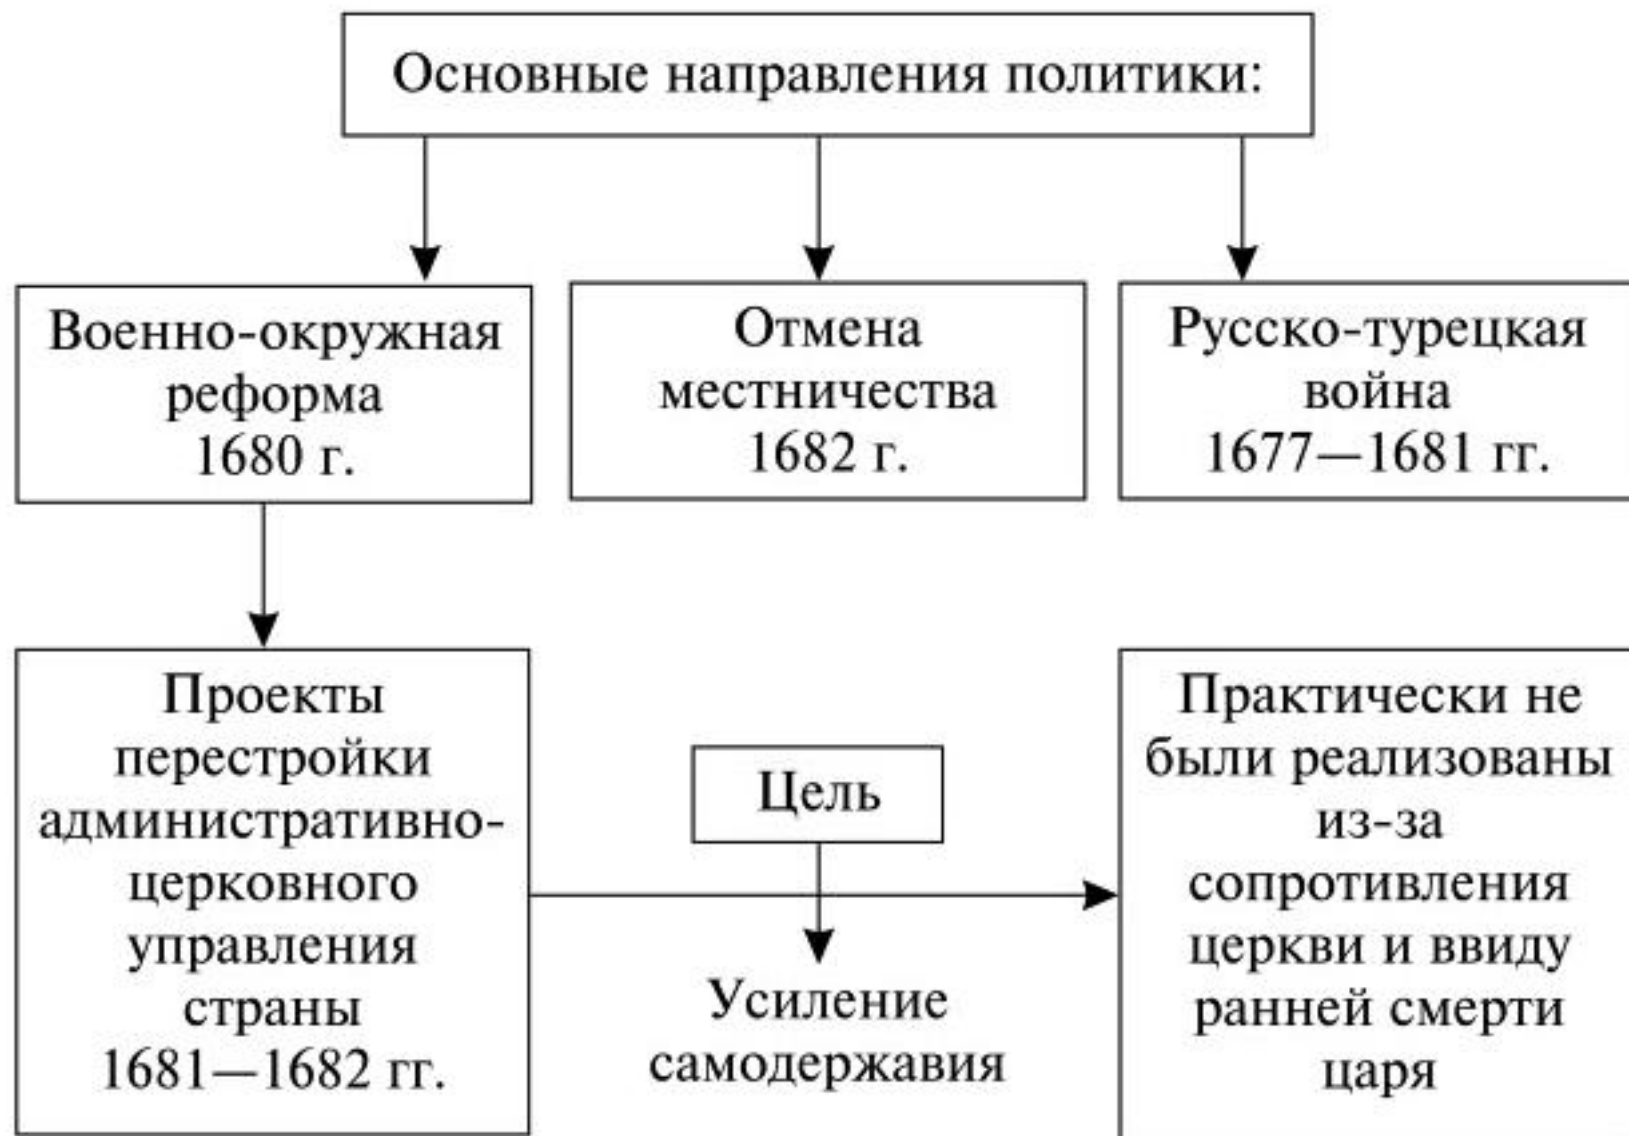 Основные направления политики:
Военно-окружная
реформа
1680 г.
Отмена
местничества
1682 г.
Русско-турецкая
война
1677—1681 гг.
Проекты
перестройки
административно-
церковного
управления
страны
1681—1682 гг.
Цель
Усиление
самодержавия
Практически не
были реализованы
из-за
сопротивления
церкви и ввиду
ранней смерти
царя